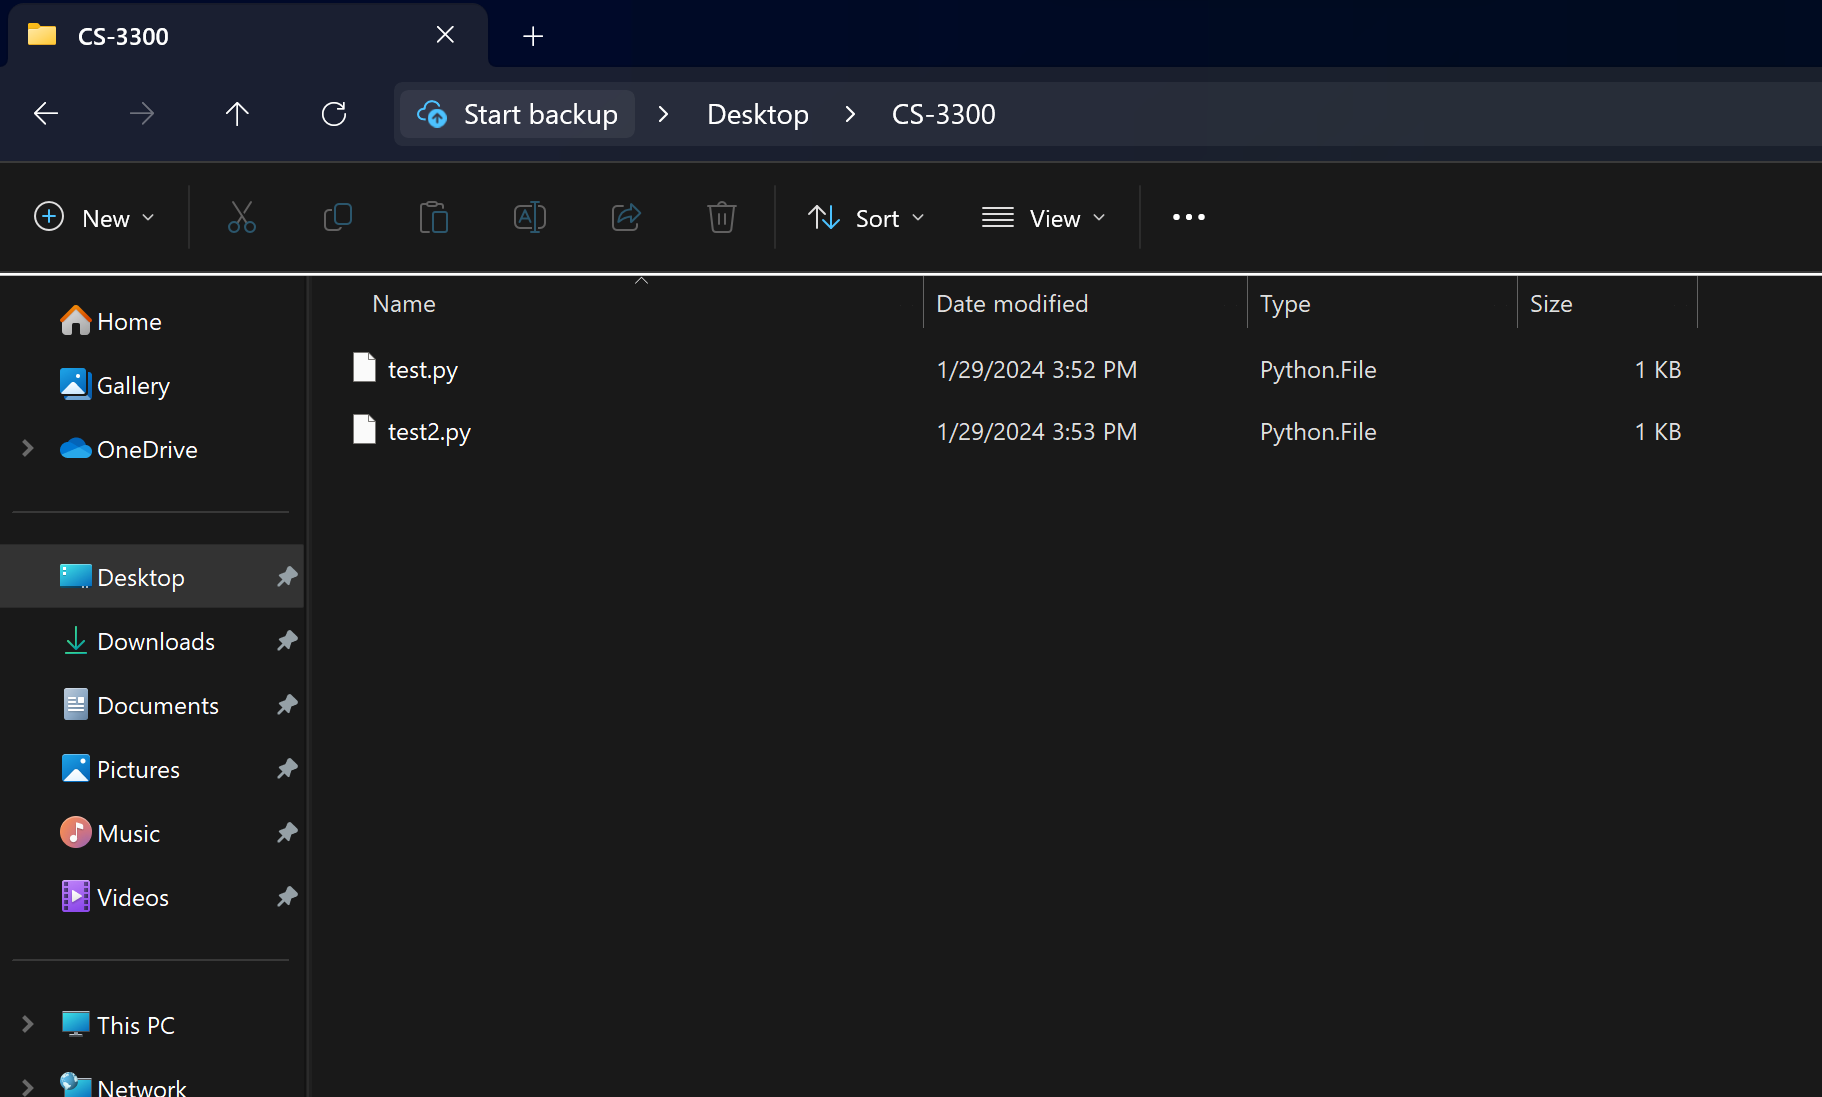 CS-3300
Start backup > Desktop > CS-3300
New
Sort
View
Name Date modified Type Size
test.py 1/29/2024 3:52 PM Python.File 1 KB
test2.py 1/29/2024 3:53 PM Python.File 1 KB
Home
Gallery
OneDrive
Desktop
Downloads
Documents
Pictures
Music
Videos
This PC
Network